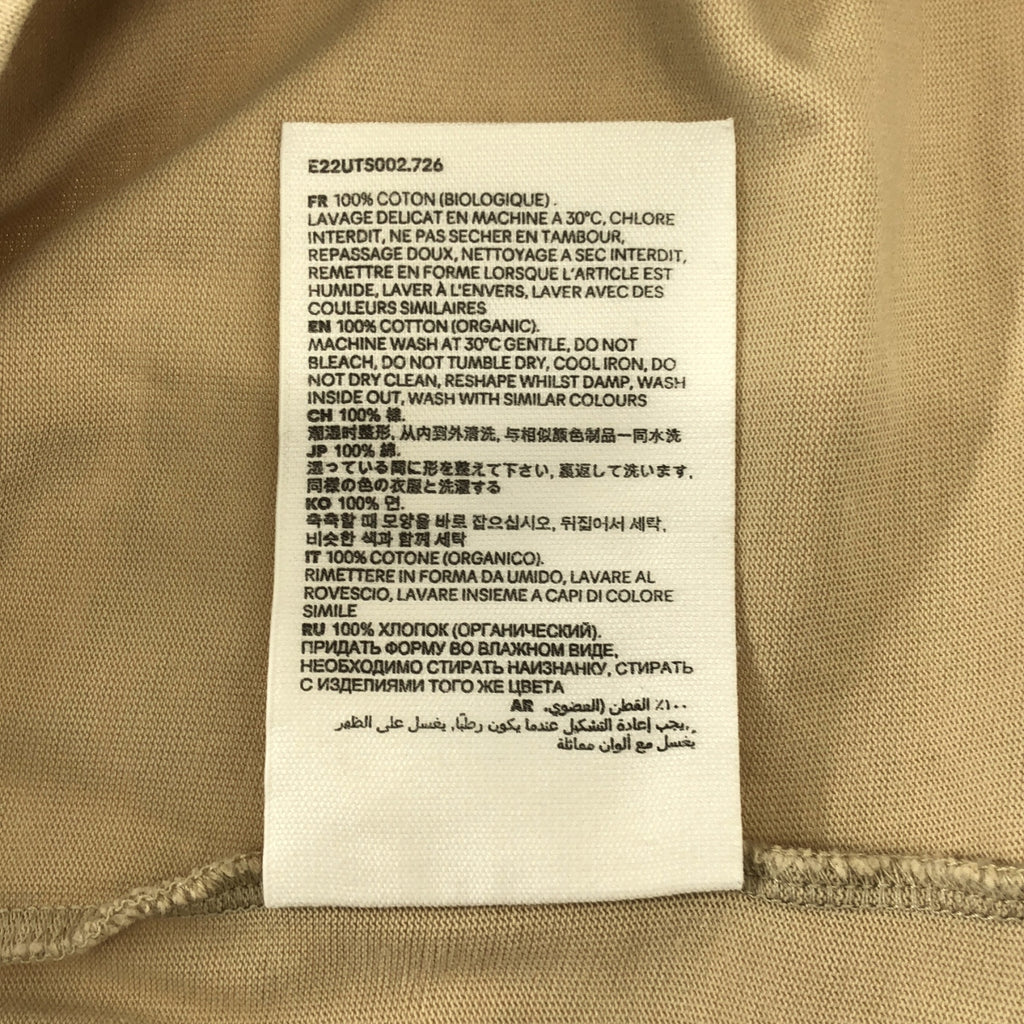 E22UTS002.726
FR 100% COTON (BIOLOGIQUE) .
LAVAGE DELICAT EN MACHINE A 30°C, CHLORE
INTERDIT, NE PAS SECHER EN TAMBOUR,
REPASSAGE DOUX, NETTOYAGE A SEC INTERDIT,
REMETTRE EN FORME LORSQUE L'ARTICLE EST
HUMIDE, LAVER À L'ENVERS, LAVER AVEC DES
COULEURS SIMILAIRES
EN 100% COTTON (ORGANIC).
MACHINE WASH AT 30°C GENTLE, DO NOT
BLEACH, DO NOT TUMBLE DRY, COOL IRON, DO
NOT DRY CLEAN, RESHAPE WHILST DAMP, WASH
INSIDE OUT, WASH WITH SIMILAR COLOURS
CH 100% 棉.
潮湿时整形, 从内到外清洗, 与相似颜色制品一同水洗
JP 100% 綿.
湿っている間に形を整えて下さい, 裏返して洗います,
同様の色の衣服と洗濯する
KO 100% 면.
축축할 때 모양을 바로 잡으십시오, 뒤집어서 세탁,
비슷한 색과 함께 세탁
IT 100% COTONE (ORGANICO).
RIMETTERE IN FORMA DA UMIDO, LAVARE AL
ROVESCIO, LAVARE INSIEME A CAPI DI COLORE
SIMILE
RU 100% ХЛОПОК (ОРГАНИЧЕСКИЙ).
ПРИДАТЬ ФОРМУ ВО ВЛАЖНОМ ВИДЕ,
НЕОБХОДИМО СТИРАТЬ НАИЗНАНКУ, СТИРАТЬ
С ИЗДЕЛИЯМИ ТОГО ЖЕ ЦВЕТА
١٠٠٪ القطن (العضوي. AR
يجب إعادة التشكيل عندما يكون رطبًا, يغسل على الظهر,
يغسل مع ألوان مماثلة